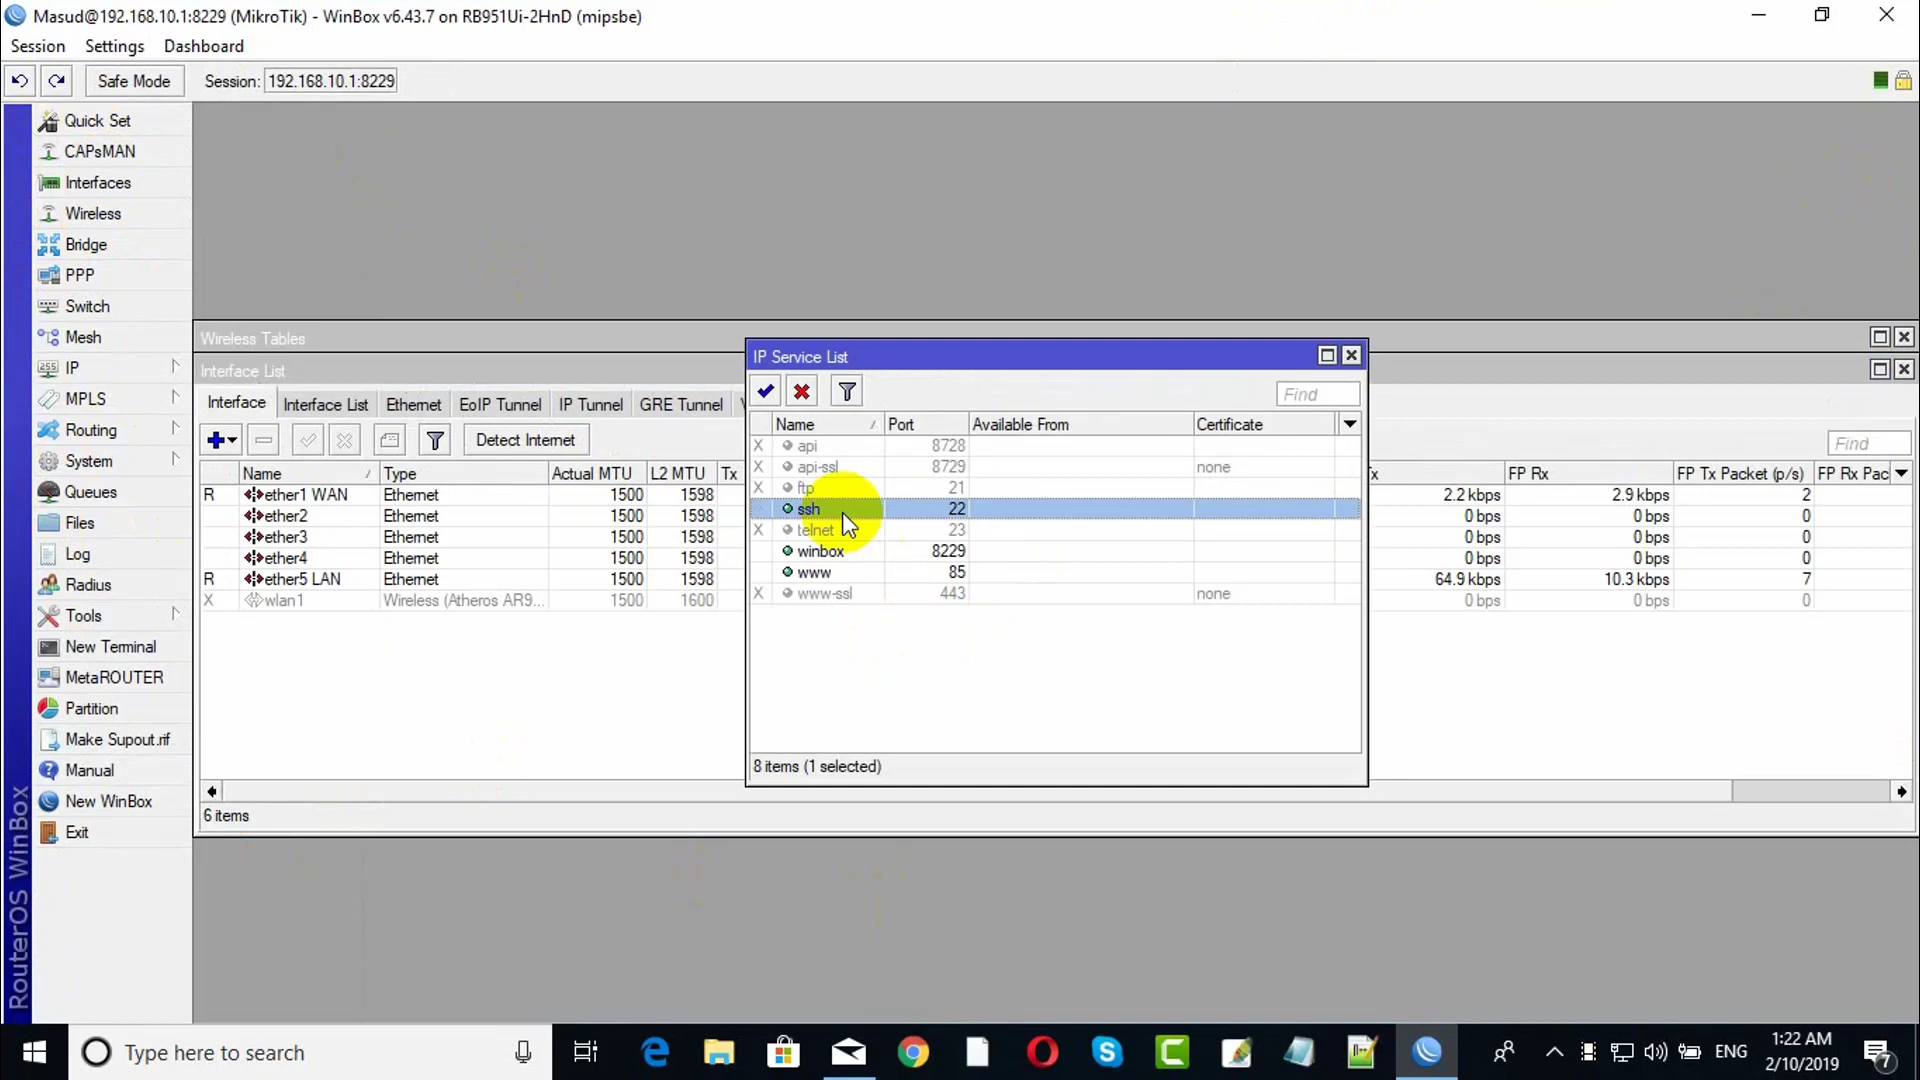 Masud@192.168.10.1:8229 (MikroTik) - WinBox v6.43.7 on RB951Ui-2HnD (mipsbe)
Session Settings Dashboard
Safe Mode Session: 192.168.10.1:8229
Quick Set
CAPsMAN
Interfaces
Wireless
Bridge
PPP
Switch
Mesh
IP
MPLS
Routing
System
Queues
Files
Log
Radius
Tools
New Terminal
MetaROUTER
Partition
Make Supout.rif
Manual
New WinBox
Exit
RouterOS WinBox
Wireless Tables
Interface List
Interface Interface List Ethernet EoIP Tunnel IP Tunnel GRE Tunnel
Detect Internet Find
Name Type Actual MTU L2 MTU Tx FP Rx FP Tx Packet (p/s) FP Rx Pac
R ether1 WAN Ethernet 1500 1598 2.2 kbps 2.9 kbps 2
ether2 Ethernet 1500 1598 0 bps 0 bps 0
ether3 Ethernet 1500 1598 0 bps 0 bps 0
ether4 Ethernet 1500 1598 0 bps 0 bps 0
R ether5 LAN Ethernet 1500 1598 64.9 kbps 10.3 kbps 7
X wlan1 Wireless (Atheros AR9... 1500 1600 0 bps 0 bps 0
6 items
IP Service List
Find
Name Port Available From Certificate
X api 8728
X api-ssl 8729 none
X ftp 21
ssh 22
X telnet 23
winbox 8229
www 85
X www-ssl 443 none
8 items (1 selected)
Type here to search
ENG
1:22 AM
2/10/2019
7